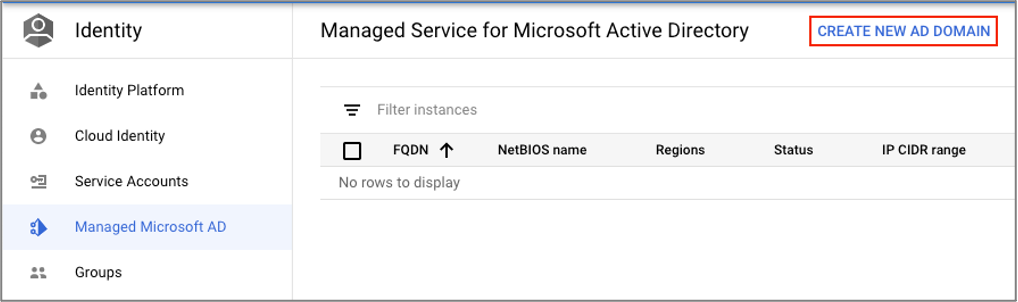 Identity
Managed Service for Microsoft Active Directory
CREATE NEW AD DOMAIN
Identity Platform
Cloud Identity
Service Accounts
Managed Microsoft AD
Groups
Filter instances
FQDN NetBIOS name Regions Status IP CIDR range
No rows to display